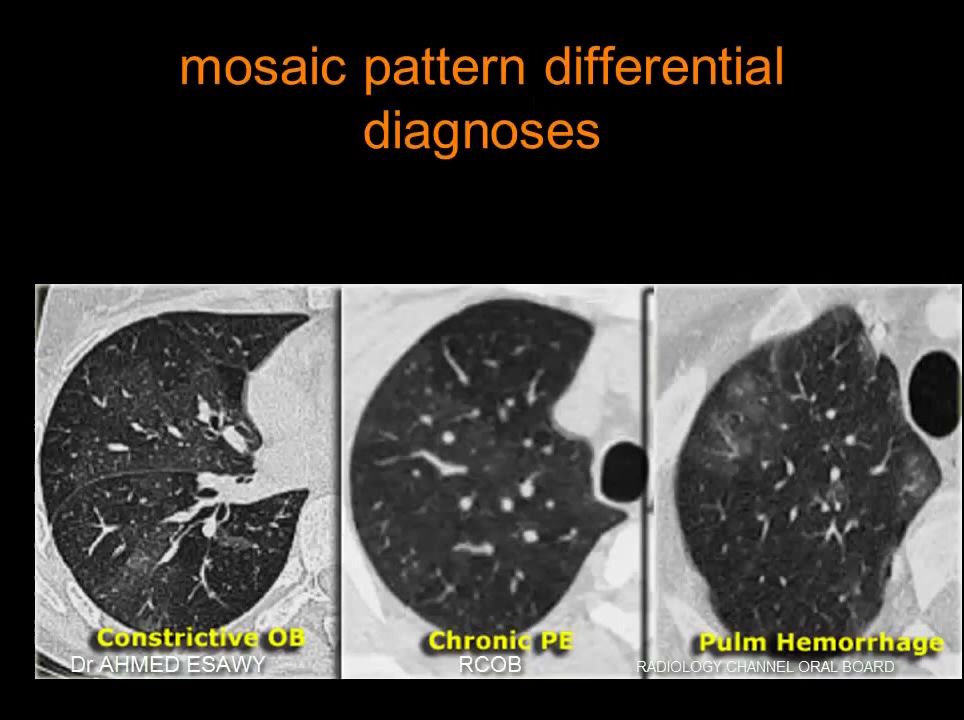 mosaic pattern differential
diagnoses
Constrictive OB
Chronic PE
Pulm Hemorrhage
Dr AHMED ESAWY
RCOB
RADIOLOGY CHANNEL ORAL BOARD